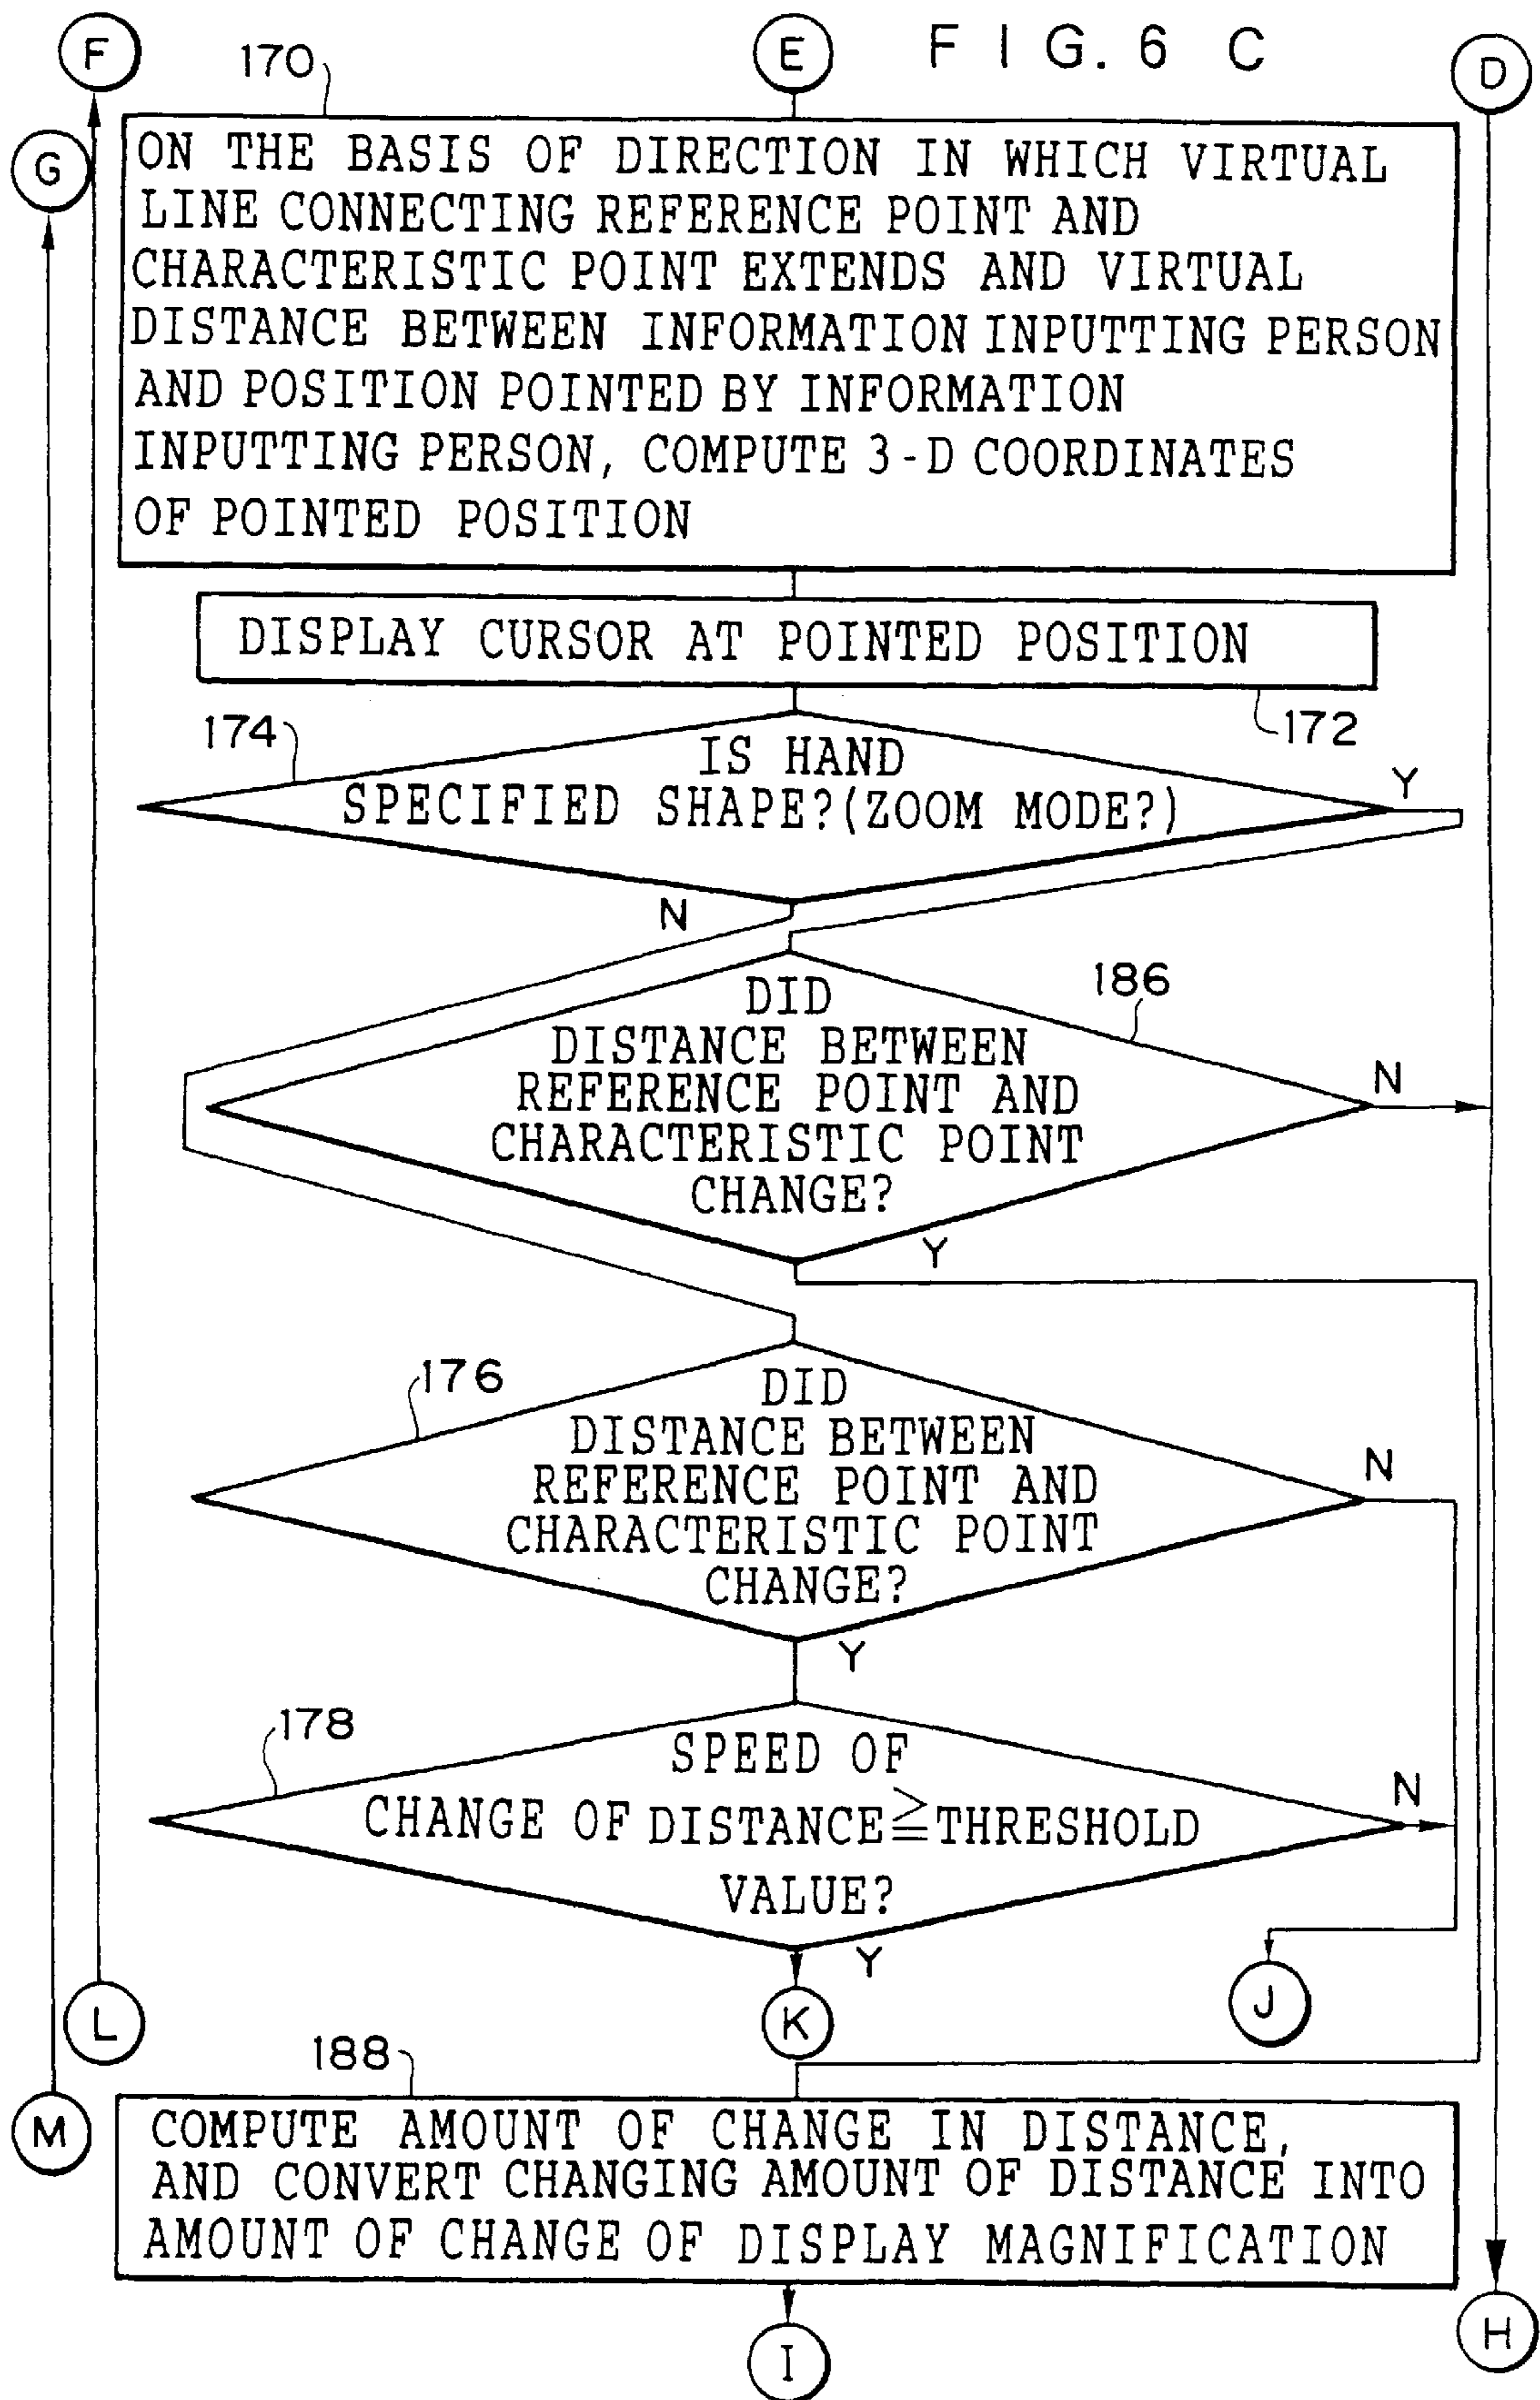 F
170
E
FIG. 6 C
D
G
ON THE BASIS OF DIRECTION IN WHICH VIRTUAL
LINE CONNECTING REFERENCE POINT AND
CHARACTERISTIC POINT EXTENDS AND VIRTUAL
DISTANCE BETWEEN INFORMATION INPUTTING PERSON
AND POSITION POINTED BY INFORMATION
INPUTTING PERSON, COMPUTE 3-D COORDINATES
OF POINTED POSITION
DISPLAY CURSOR AT POINTED POSITION
172
174
IS HAND
SPECIFIED SHAPE?(ZOOM MODE?)
Y
N
186
DID
DISTANCE BETWEEN
REFERENCE POINT AND
CHARACTERISTIC POINT
CHANGE?
N
Y
176
DID
DISTANCE BETWEEN
REFERENCE POINT AND
CHARACTERISTIC POINT
CHANGE?
N
Y
178
SPEED OF
CHANGE OF DISTANCE≧THRESHOLD
VALUE?
N
Y
L
K
J
188
M
COMPUTE AMOUNT OF CHANGE IN DISTANCE,
AND CONVERT CHANGING AMOUNT OF DISTANCE INTO
AMOUNT OF CHANGE OF DISPLAY MAGNIFICATION
H
I